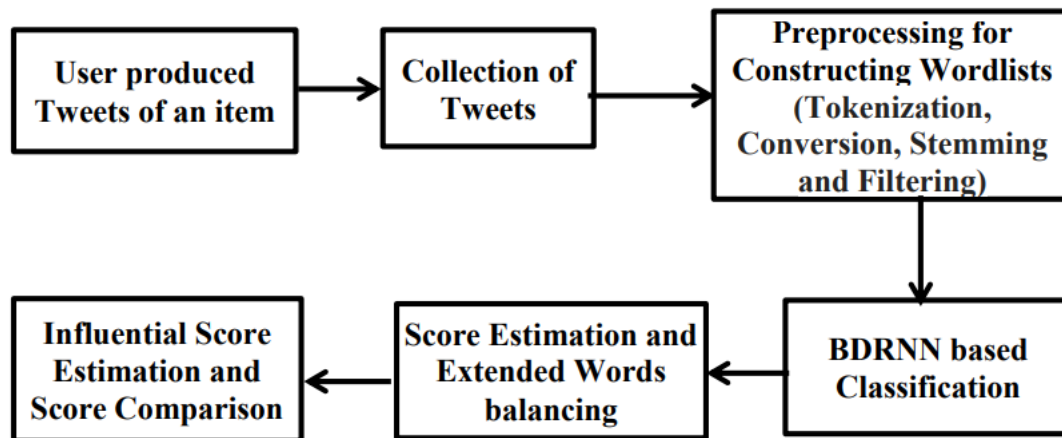 User produced
Tweets of an item
Collection of
Tweets
Preprocessing for
Constructing Wordlists
(Tokenization,
Conversion, Stemming
and Filtering)
BDRNN based
Classification
Score Estimation and
Extended Words
balancing
Influential Score
Estimation and
Score Comparison